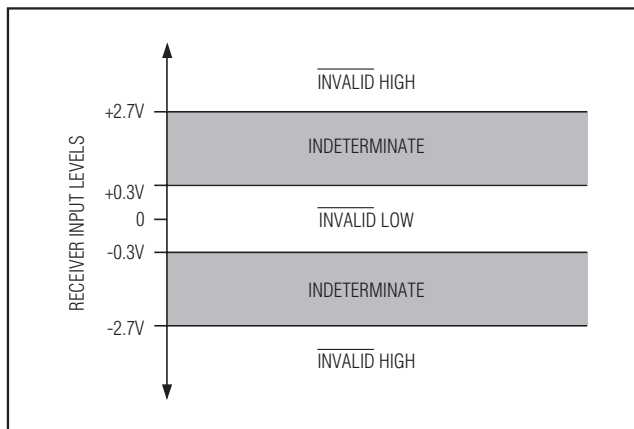 INVALID HIGH
+2.7V
INDETERMINATE
+0.3V
0
INVALID LOW
-0.3V
INDETERMINATE
-2.7V
INVALID HIGH
RECEIVER INPUT LEVELS